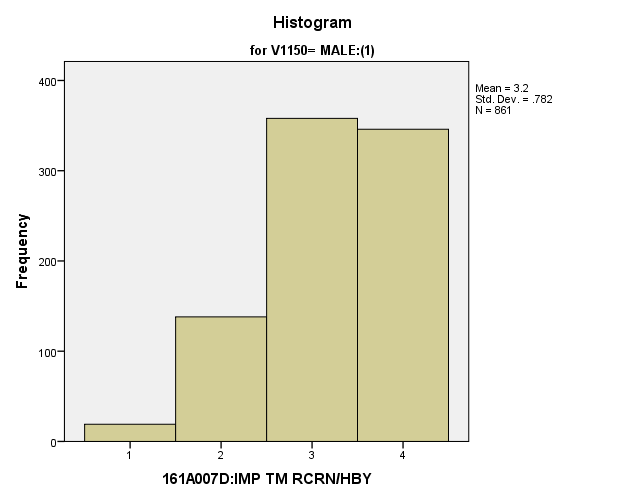 Histogram
for V1150= MALE:(1)
Mean = 3.2
Std. Dev. = .782
N = 861
Frequency
400
300
200
100
0
1 2 3 4
161A007D:IMP TM RCRN/HBY